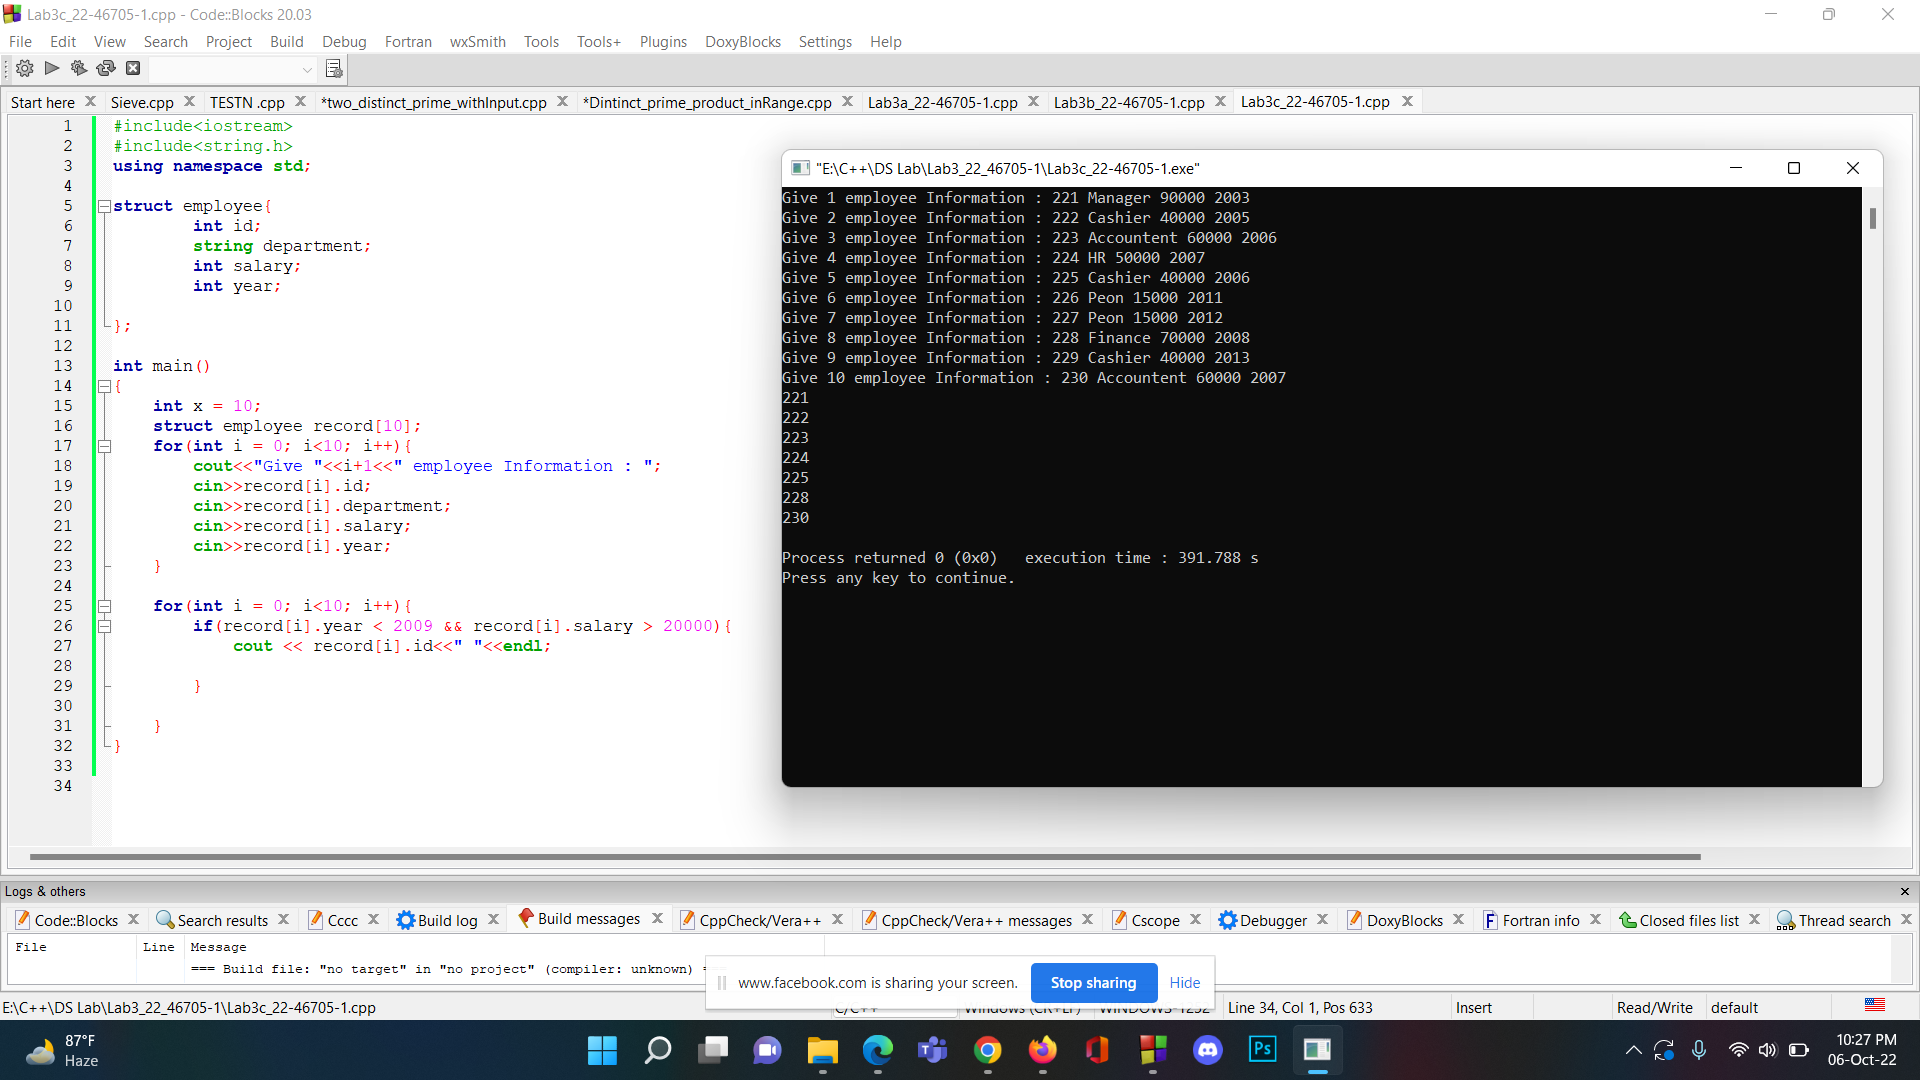 Lab3c_22-46705-1.cpp - Code::Blocks 20.03
File Edit View Search Project Build Debug Fortran wxSmith Tools Tools+ Plugins DoxyBlocks Settings Help
Start here Sieve.cpp TESTN .cpp *two_distinct_prime_withInput.cpp *Dintinct_prime_product_inRange.cpp Lab3a_22-46705-1.cpp Lab3b_22-46705-1.cpp Lab3c_22-46705-1.cpp
1 #include<iostream>
2 #include<string.h>
3 using namespace std;
4
5 struct employee{
6 int id;
7 string department;
8 int salary;
9 int year;
10
11 };
12
13 int main()
14 {
15 int x = 10;
16 struct employee record[10];
17 for(int i = 0; i<10; i++){
18 cout<<"Give "<<i+1<<" employee Information : ";
19 cin>>record[i].id;
20 cin>>record[i].department;
21 cin>>record[i].salary;
22 cin>>record[i].year;
23 }
24
25 for(int i = 0; i<10; i++){
26 if(record[i].year < 2009 && record[i].salary > 20000){
27 cout << record[i].id<<" "<<endl;
28
29 }
30
31 }
32 }
33
34
"E:\C++\DS Lab\Lab3_22_46705-1\Lab3c_22-46705-1.exe"
Give 1 employee Information : 221 Manager 90000 2003
Give 2 employee Information : 222 Cashier 40000 2005
Give 3 employee Information : 223 Accountent 60000 2006
Give 4 employee Information : 224 HR 50000 2007
Give 5 employee Information : 225 Cashier 40000 2006
Give 6 employee Information : 226 Peon 15000 2011
Give 7 employee Information : 227 Peon 15000 2012
Give 8 employee Information : 228 Finance 70000 2008
Give 9 employee Information : 229 Cashier 40000 2013
Give 10 employee Information : 230 Accountent 60000 2007
221
222
223
224
225
228
230
Process returned 0 (0x0) execution time : 391.788 s
Press any key to continue.
Logs & others
Code::Blocks Search results Cccc Build log Build messages CppCheck/Vera++ CppCheck/Vera++ messages Cscope Debugger DoxyBlocks Fortran info Closed files list Thread search
File Line Message
=== Build file: "no target" in "no project" (compiler: unknown) =
www.facebook.com is sharing your screen. Stop sharing Hide
E:\C++\DS Lab\Lab3_22_46705-1\Lab3c_22-46705-1.cpp C/C++ Windows (CR+LF) WINDOWS-1252 Line 34, Col 1, Pos 633 Insert Read/Write default
87°F
Haze
Ps
10:27 PM
06-Oct-22